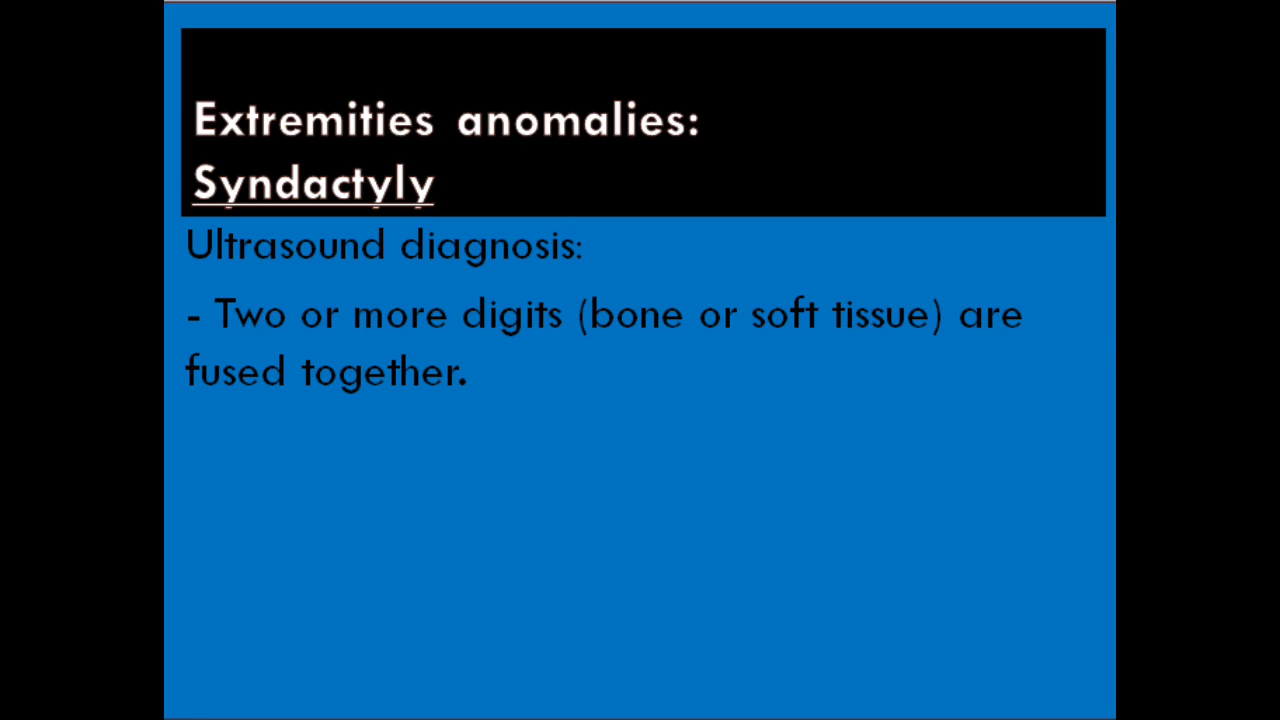 Extremities anomalies:
Syndactyly
Ultrasound diagnosis:
- Two or more digits (bone or soft tissue) are
fused together.